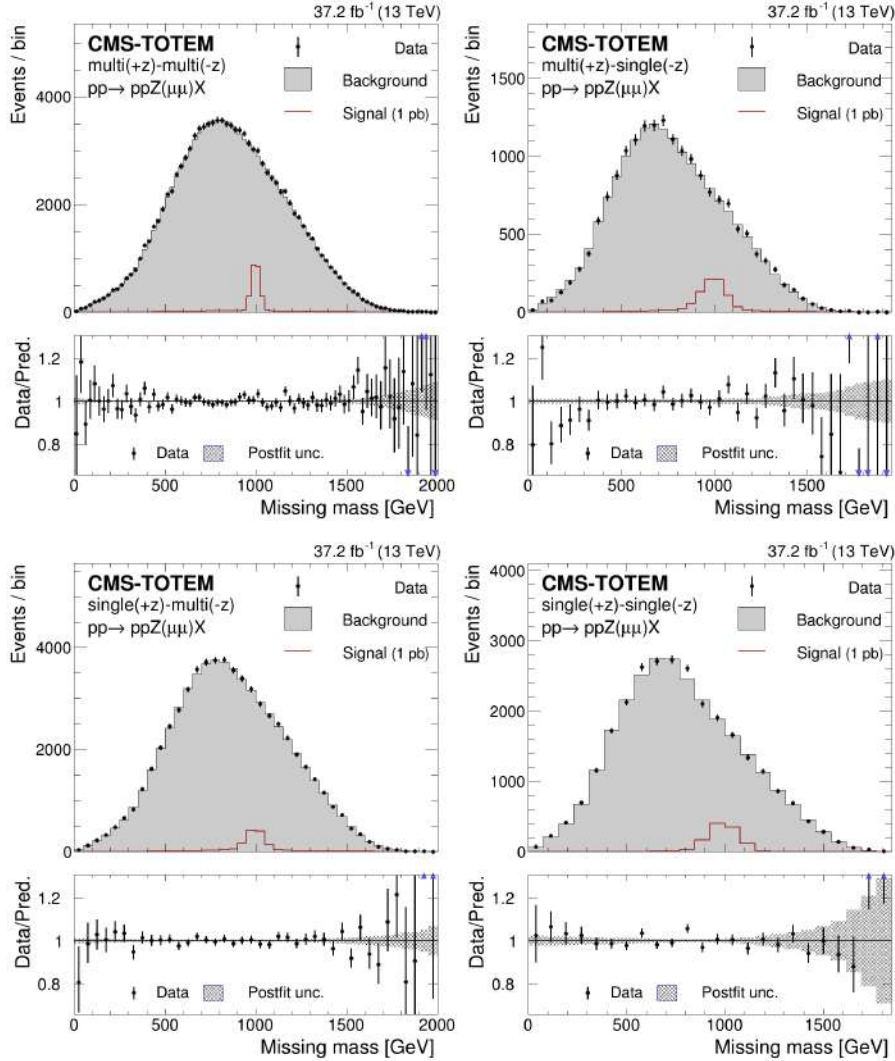 37.2 fb⁻¹ (13 TeV)
CMS-TOTEM
multi(+z)-multi(-z)
pp→ ppZ(μμ)X
Data
Background
Signal (1 pb)
Events / bin
4000
2000
0
Data/Pred.
1.2
1
0.8
Data
Postfit unc.
0 500 1000 1500 2000
Missing mass [GeV]
37.2 fb⁻¹ (13 TeV)
CMS-TOTEM
multi(+z)-single(-z)
pp→ ppZ(μμ)X
Data
Background
Signal (1 pb)
Events / bin
1500
1000
500
0
Data/Pred.
1.2
1
0.8
Data
Postfit unc.
0 500 1000 1500
Missing mass [GeV]
37.2 fb⁻¹ (13 TeV)
CMS-TOTEM
single(+z)-multi(-z)
pp→ ppZ(μμ)X
Data
Background
Signal (1 pb)
Events / bin
4000
2000
0
Data/Pred.
1.2
1
0.8
Data
Postfit unc.
0 500 1000 1500 2000
Missing mass [GeV]
37.2 fb⁻¹ (13 TeV)
CMS-TOTEM
single(+z)-single(-z)
pp→ ppZ(μμ)X
Data
Background
Signal (1 pb)
Events / bin
4000
3000
2000
1000
0
Data/Pred.
1.2
1
0.8
Data
Postfit unc.
0 500 1000 1500
Missing mass [GeV]